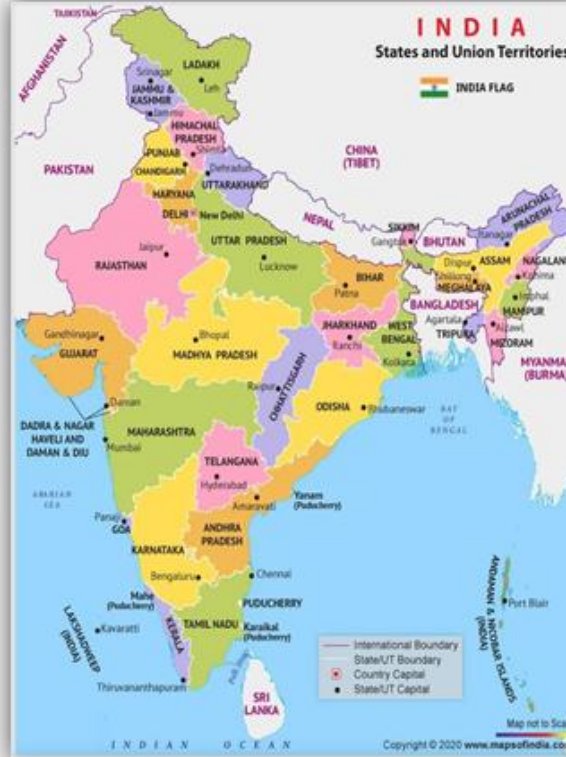 INDIA
States and Union Territories
INDIA FLAG
TAJIKISTAN
AFGHANISTAN
PAKISTAN
CHINA
(TIBET)
NEPAL
BHUTAN
BANGLADESH
MYANMAR
(BURMA)
SRI
LANKA
LADAKH
Leh
Srinagar
JAMMU &
KASHMIR
Jammu
HIMACHAL
PRADESH
Shimla
PUNJAB
CHANDIGARH
Dehradun
UTTARAKHAND
HARYANA
DELHI
New Delhi
UTTAR PRADESH
Lucknow
Jaipur
RAJASTHAN
SIKKIM
Gangtok
ARUNACHAL
PRADESH
Itanagar
Dispur
ASSAM
NAGALAND
Kohima
Shillong
MEGHALAYA
Imphal
MANIPUR
Agartala
TRIPURA
Aizawl
MIZORAM
BIHAR
Patna
JHARKHAND
Ranchi
WEST
BENGAL
Kolkata
Gandhinagar
GUJARAT
Bhopal
MADHYA PRADESH
Raipur
CHHATTISGARH
ODISHA
Bhubaneswar
BAY
OF
BENGAL
Daman
DADRA & NAGAR
HAVELI AND
DAMAN & DIU
MAHARASHTRA
Mumbai
TELANGANA
Hyderabad
Amaravati
Yanam
(Puducherry)
ARABIAN
SEA
Panaji
GOA
KARNATAKA
ANDHRA
PRADESH
Bengaluru
Chennai
Mahe
(Puducherry)
PUDUCHERRY
KERALA
TAMIL NADU
Karaikal
(Puducherry)
LAKSHADWEEP
(INDIA)
Kavaratti
Thiruvananthapuram
ANDAMAN & NICOBAR ISLANDS
(INDIA)
Port Blair
International Boundary
State/UT Boundary
Country Capital
State/UT Capital
INDIAN OCEAN
Map not to Sca
Copyright © 2020 www.mapsofindia.com